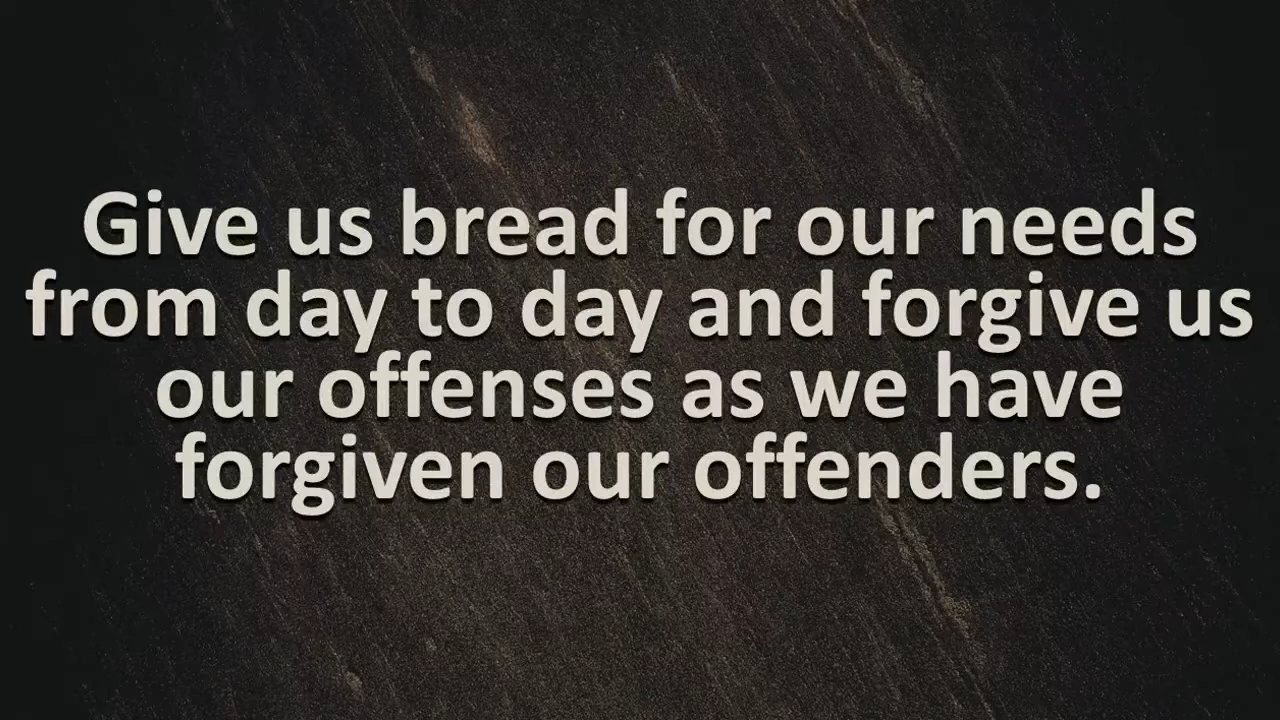 Give us bread for our needs
from day to day and forgive us
our offenses as we have
forgiven our offenders.